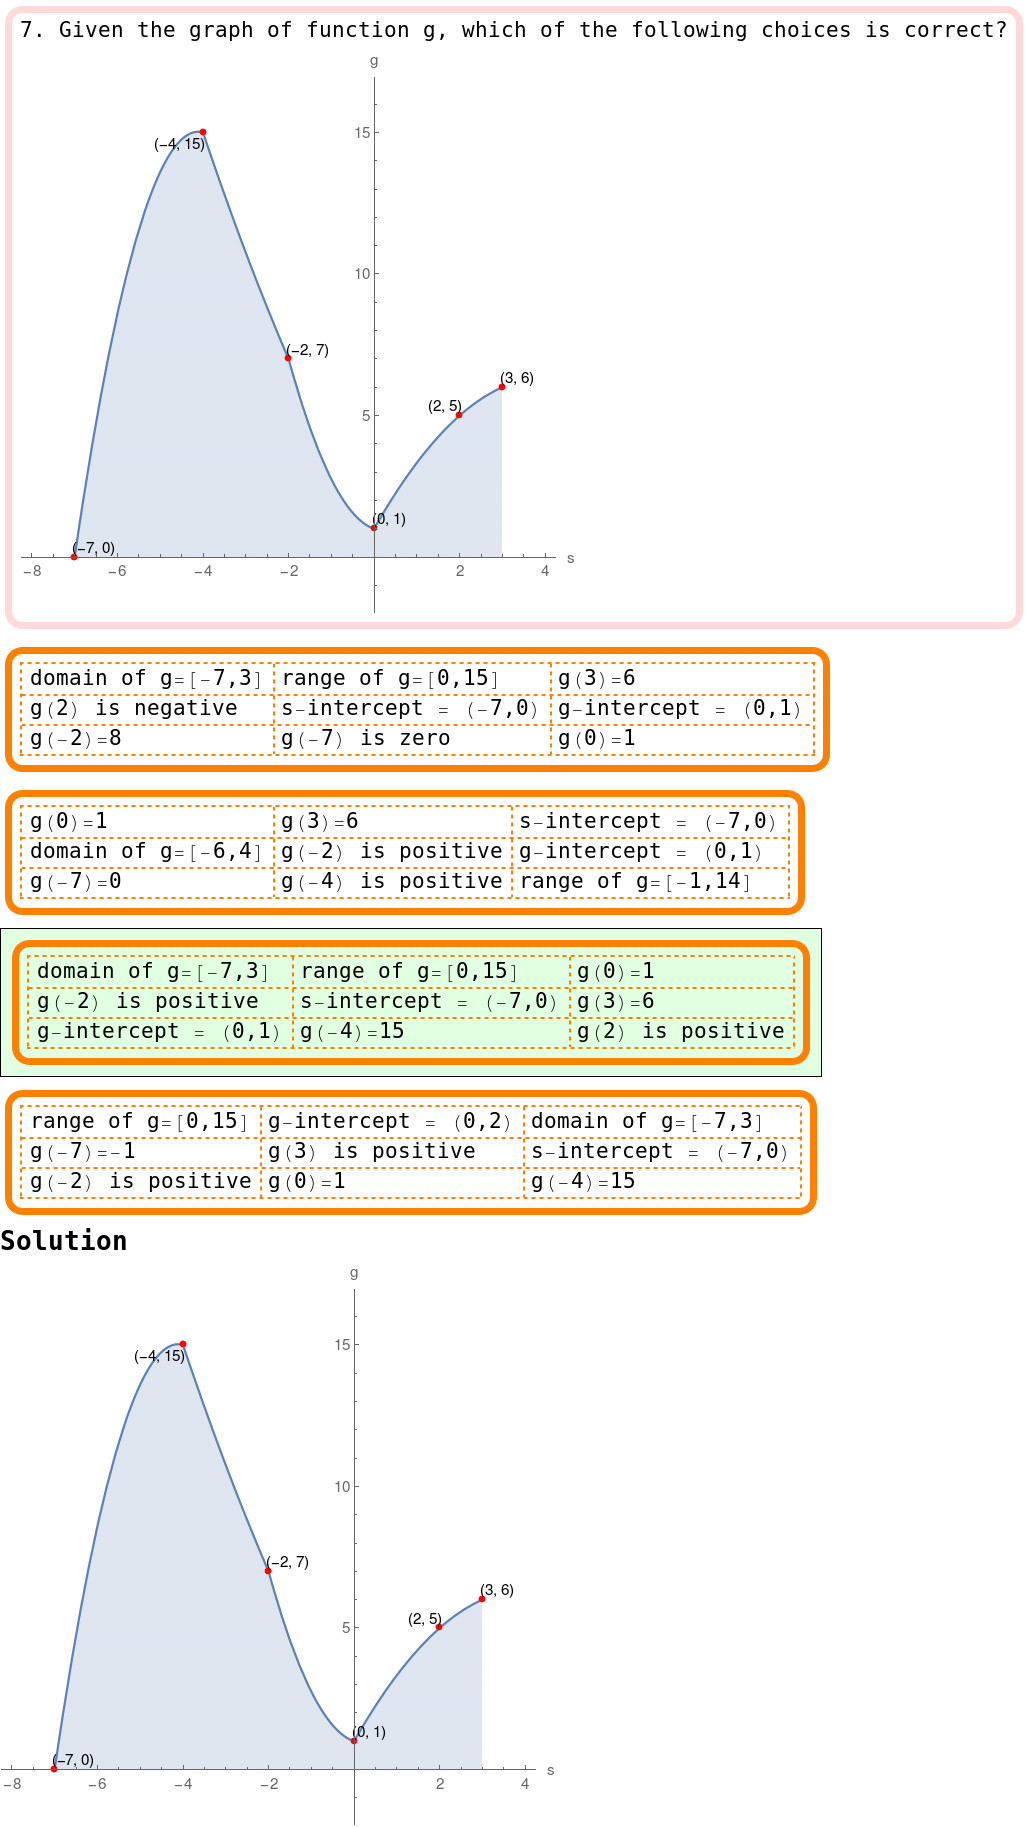 7. Given the graph of function g, which of the following choices is correct?
g
15
(−4, 15)
10
(−2, 7)
(3, 6)
5
(2, 5)
(0, 1)
(−7, 0)
s
−8 −6 −4 −2 2 4
domain of g=[-7,3] range of g=[0,15] g(3)=6
g(2) is negative s-intercept = (-7,0) g-intercept = (0,1)
g(-2)=8 g(-7) is zero g(0)=1
g(0)=1 g(3)=6 s-intercept = (-7,0)
domain of g=[-6,4] g(-2) is positive g-intercept = (0,1)
g(-7)=0 g(-4) is positive range of g=[-1,14]
domain of g=[-7,3] range of g=[0,15] g(0)=1
g(-2) is positive s-intercept = (-7,0) g(3)=6
g-intercept = (0,1) g(-4)=15 g(2) is positive
range of g=[0,15] g-intercept = (0,2) domain of g=[-7,3]
g(-7)=-1 g(3) is positive s-intercept = (-7,0)
g(-2) is positive g(0)=1 g(-4)=15
Solution
g
15
(−4, 15)
10
(−2, 7)
(3, 6)
5
(2, 5)
(0, 1)
(−7, 0)
s
−8 −6 −4 −2 2 4